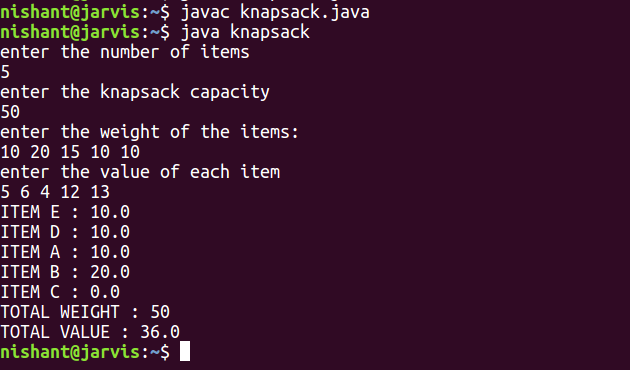 nishant@jarvis:~$ javac knapsack.java
nishant@jarvis:~$ java knapsack
enter the number of items
5
enter the knapsack capacity
50
enter the weight of the items:
10 20 15 10 10
enter the value of each item
5 6 4 12 13
ITEM E : 10.0
ITEM D : 10.0
ITEM A : 10.0
ITEM B : 20.0
ITEM C : 0.0
TOTAL WEIGHT : 50
TOTAL VALUE : 36.0
nishant@jarvis:~$